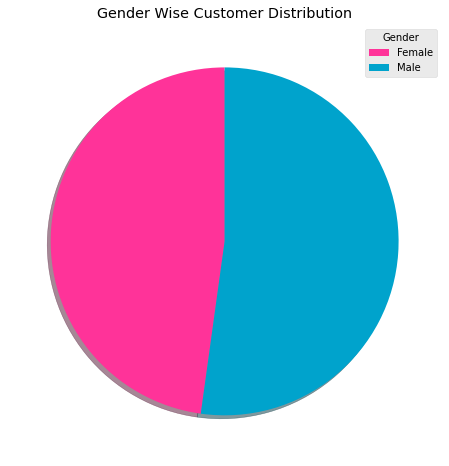 Gender Wise Customer Distribution
Gender
Female
Male